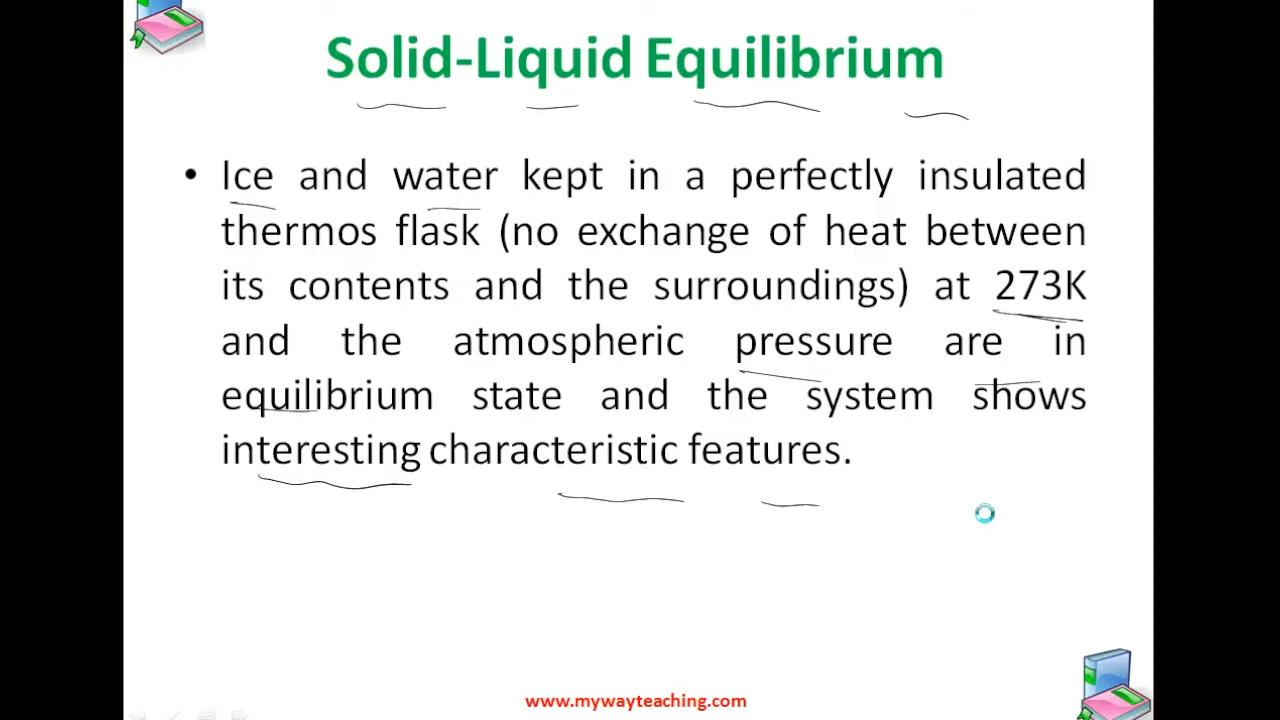 Solid-Liquid Equilibrium
• Ice and water kept in a perfectly insulated
thermos flask (no exchange of heat between
its contents and the surroundings) at 273K
and the atmospheric pressure are in
equilibrium state and the system shows
interesting characteristic features.
www.mywayteaching.com